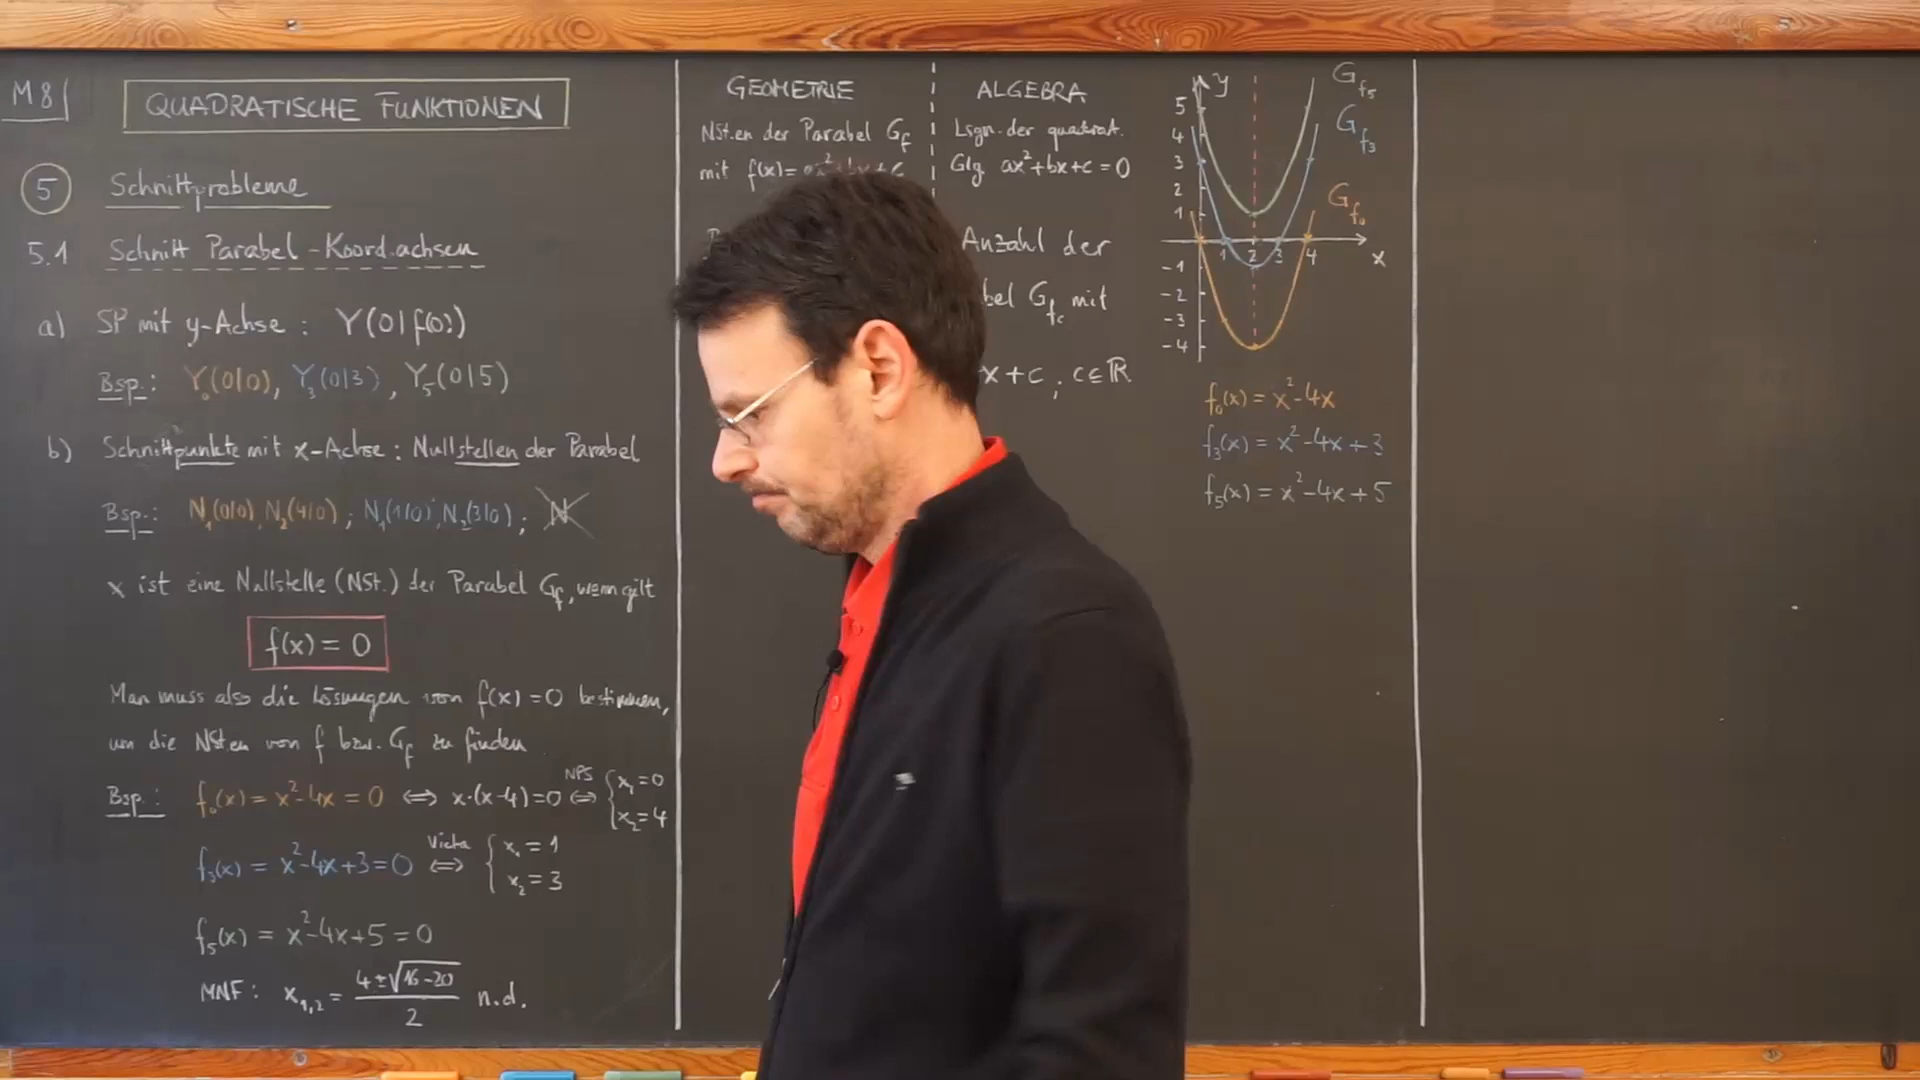 M8
QUADRATISCHE FUNKTIONEN
5 Schnittprobleme
5.1 Schnitt Parabel - Koord.achsen
a) SP mit y-Achse : Y(0|f(0))
Bsp.: Y₀(0|0), Y₃(0|3), Y₅(0|5)
b) Schnittpunkte mit x-Achse : Nullstellen der Parabel
Bsp.: N₁(0|0), N₂(4|0) ; N₁(1|0), N₂(3|0) ; N
x ist eine Nullstelle (NSt.) der Parabel G_f, wenn gilt
f(x) = 0
Man muss also die Lösungen von f(x) = 0 bestimmen,
um die NSt.en von f bzw. G_f zu finden
Bsp.: f₀(x) = x²-4x = 0 ⟺ x·(x-4)=0 NPS ⟺ { x₁=0
x₂=4
f₃(x) = x²-4x+3=0 Vieta ⟺ { x₁ = 1
x₂ = 3
f₅(x) = x²-4x+5 = 0
MNF: x₁,₂ = (4±√(16-20))/2 n.d.
GEOMETRIE
NSt.en der Parabel G_f
mit f(x)=
ALGEBRA
Lsgn. der quadrat.
Glg. ax²+bx+c=0
Anzahl der
G_fc mit
x+c, c∈ℝ
y
G_f₅
G_f₃
G_f₀
5
4
3
2
1
1 2 3 4 x
-1
-2
-3
-4
f₀(x) = x²-4x
f₃(x) = x²-4x+3
f₅(x) = x²-4x+5